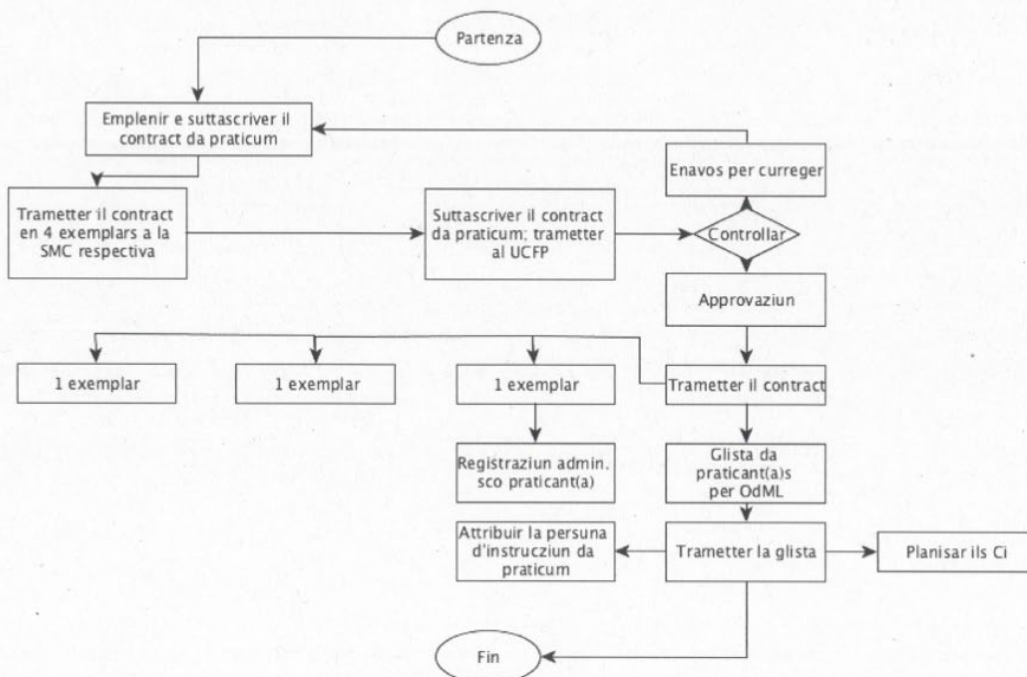 Partenza
Emplenir e suttascriver il
contract da praticum
Enavos per curreger
Trametter il contract
en 4 exemplars a la
SMC respectiva
Suttascriver il contract
da praticum; trametter
al UCFP
Controllar
Approvaziun
1 exemplar
1 exemplar
1 exemplar
Trametter il contract
Registraziun admin.
sco praticant(a)
Glista da
praticant(a)s
per OdML
Attribuir la persuna
d'instrucziun da
praticum
Trametter la glista
Planisar ils Ci
Fin